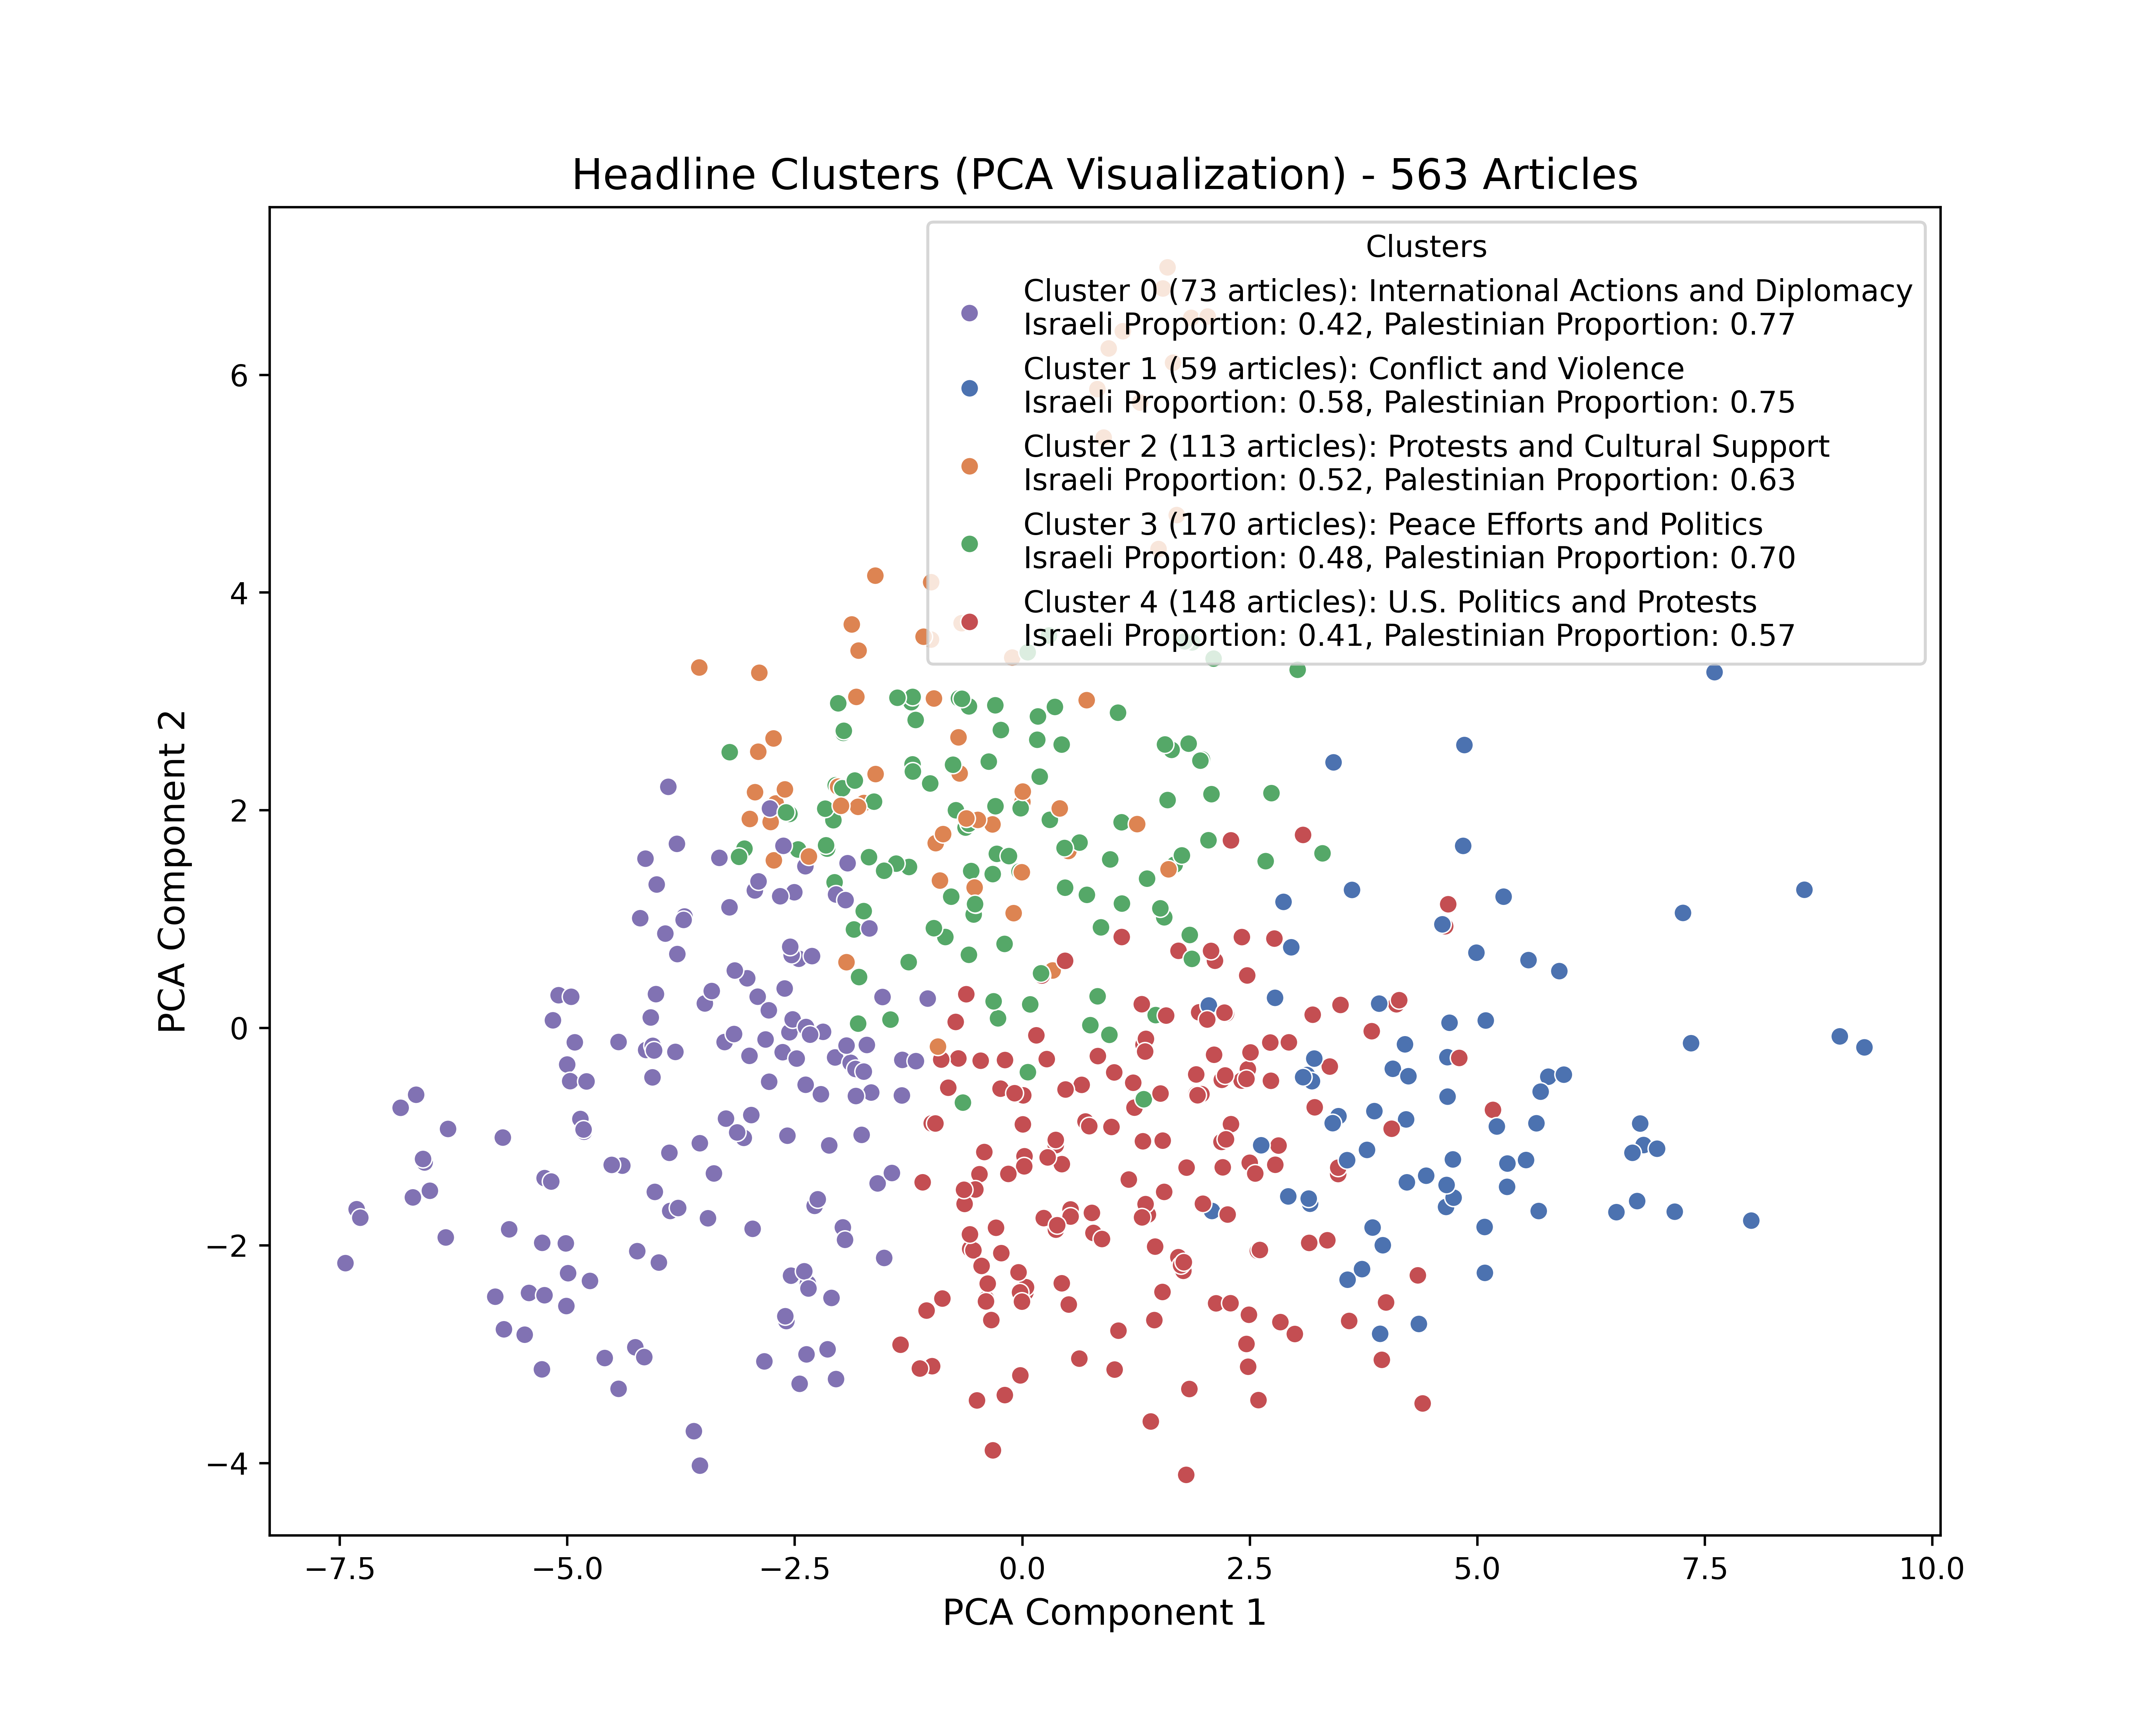 Headline Clusters (PCA Visualization) - 563 Articles
Clusters
Cluster 0 (73 articles): International Actions and Diplomacy
Israeli Proportion: 0.42, Palestinian Proportion: 0.77
Cluster 1 (59 articles): Conflict and Violence
Israeli Proportion: 0.58, Palestinian Proportion: 0.75
Cluster 2 (113 articles): Protests and Cultural Support
Israeli Proportion: 0.52, Palestinian Proportion: 0.63
Cluster 3 (170 articles): Peace Efforts and Politics
Israeli Proportion: 0.48, Palestinian Proportion: 0.70
Cluster 4 (148 articles): U.S. Politics and Protests
Israeli Proportion: 0.41, Palestinian Proportion: 0.57
PCA Component 2
6
4
2
0
−2
−4
−7.5 −5.0 −2.5 0.0 2.5 5.0 7.5 10.0
PCA Component 1